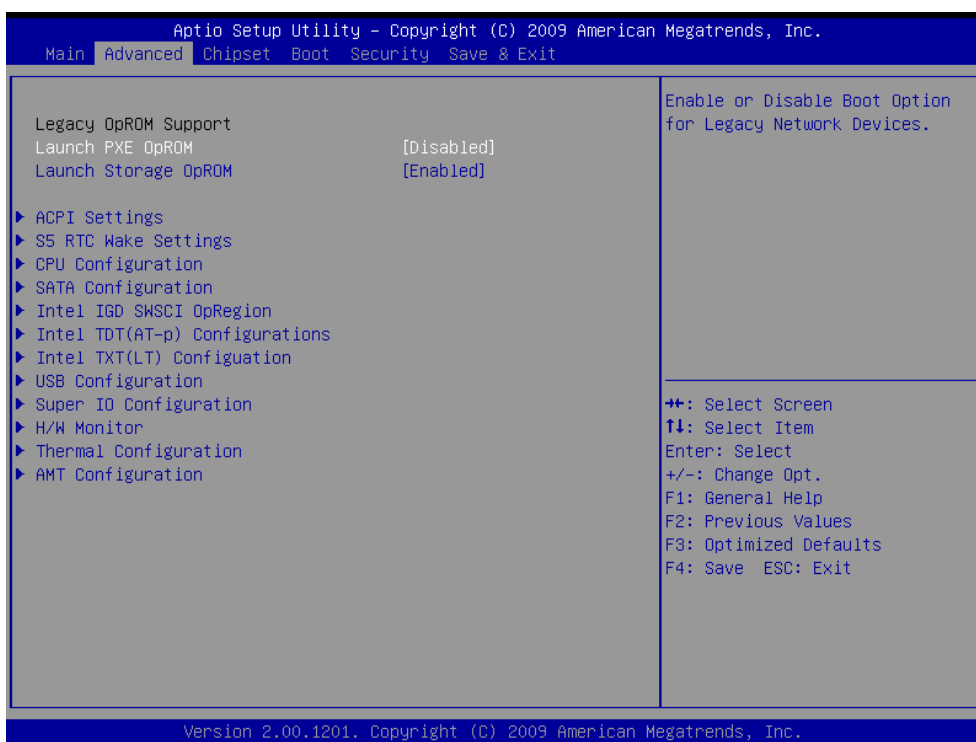 Aptio Setup Utility – Copyright (C) 2009 American Megatrends, Inc.
Main Advanced Chipset Boot Security Save & Exit
Legacy OpROM Support
Launch PXE OpROM [Disabled]
Launch Storage OpROM [Enabled]
ACPI Settings
S5 RTC Wake Settings
CPU Configuration
SATA Configuration
Intel IGD SWSCI OpRegion
Intel TDT(AT-p) Configurations
Intel TXT(LT) Configuation
USB Configuration
Super IO Configuration
H/W Monitor
Thermal Configuration
AMT Configuration
Enable or Disable Boot Option
for Legacy Network Devices.
→←: Select Screen
↑↓: Select Item
Enter: Select
+/-: Change Opt.
F1: General Help
F2: Previous Values
F3: Optimized Defaults
F4: Save ESC: Exit
Version 2.00.1201. Copyright (C) 2009 American Megatrends, Inc.